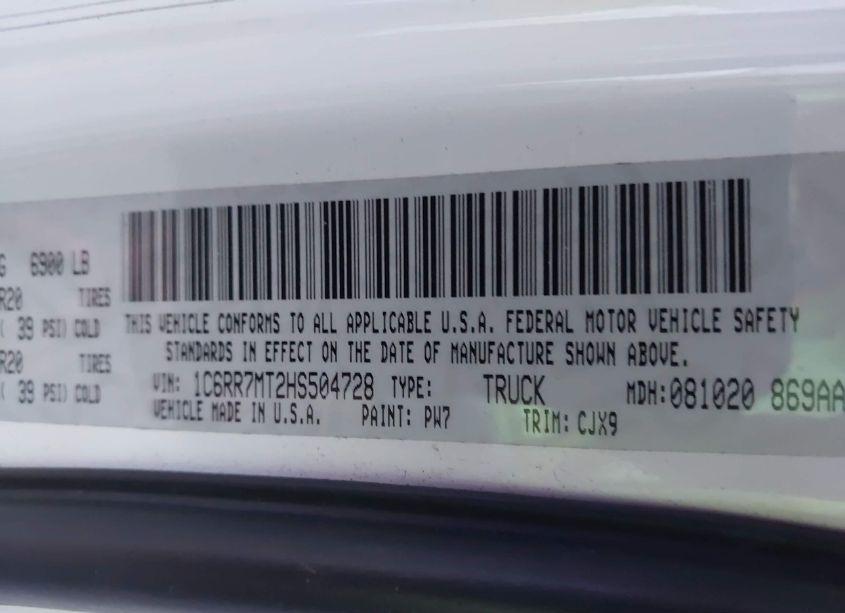 G 6900 LB
R20 TIRES
( 39 PSI) COLD
R20 TIRES
( 39 PSI) COLD
THIS VEHICLE CONFORMS TO ALL APPLICABLE U.S.A. FEDERAL MOTOR VEHICLE SAFETY
STANDARDS IN EFFECT ON THE DATE OF MANUFACTURE SHOWN ABOVE.
VIN: 1C6RR7MT2HS504728 TYPE: TRUCK MDH:081020 869AA
VEHICLE MADE IN U.S.A. PAINT: PW7 TRIM: CJX9